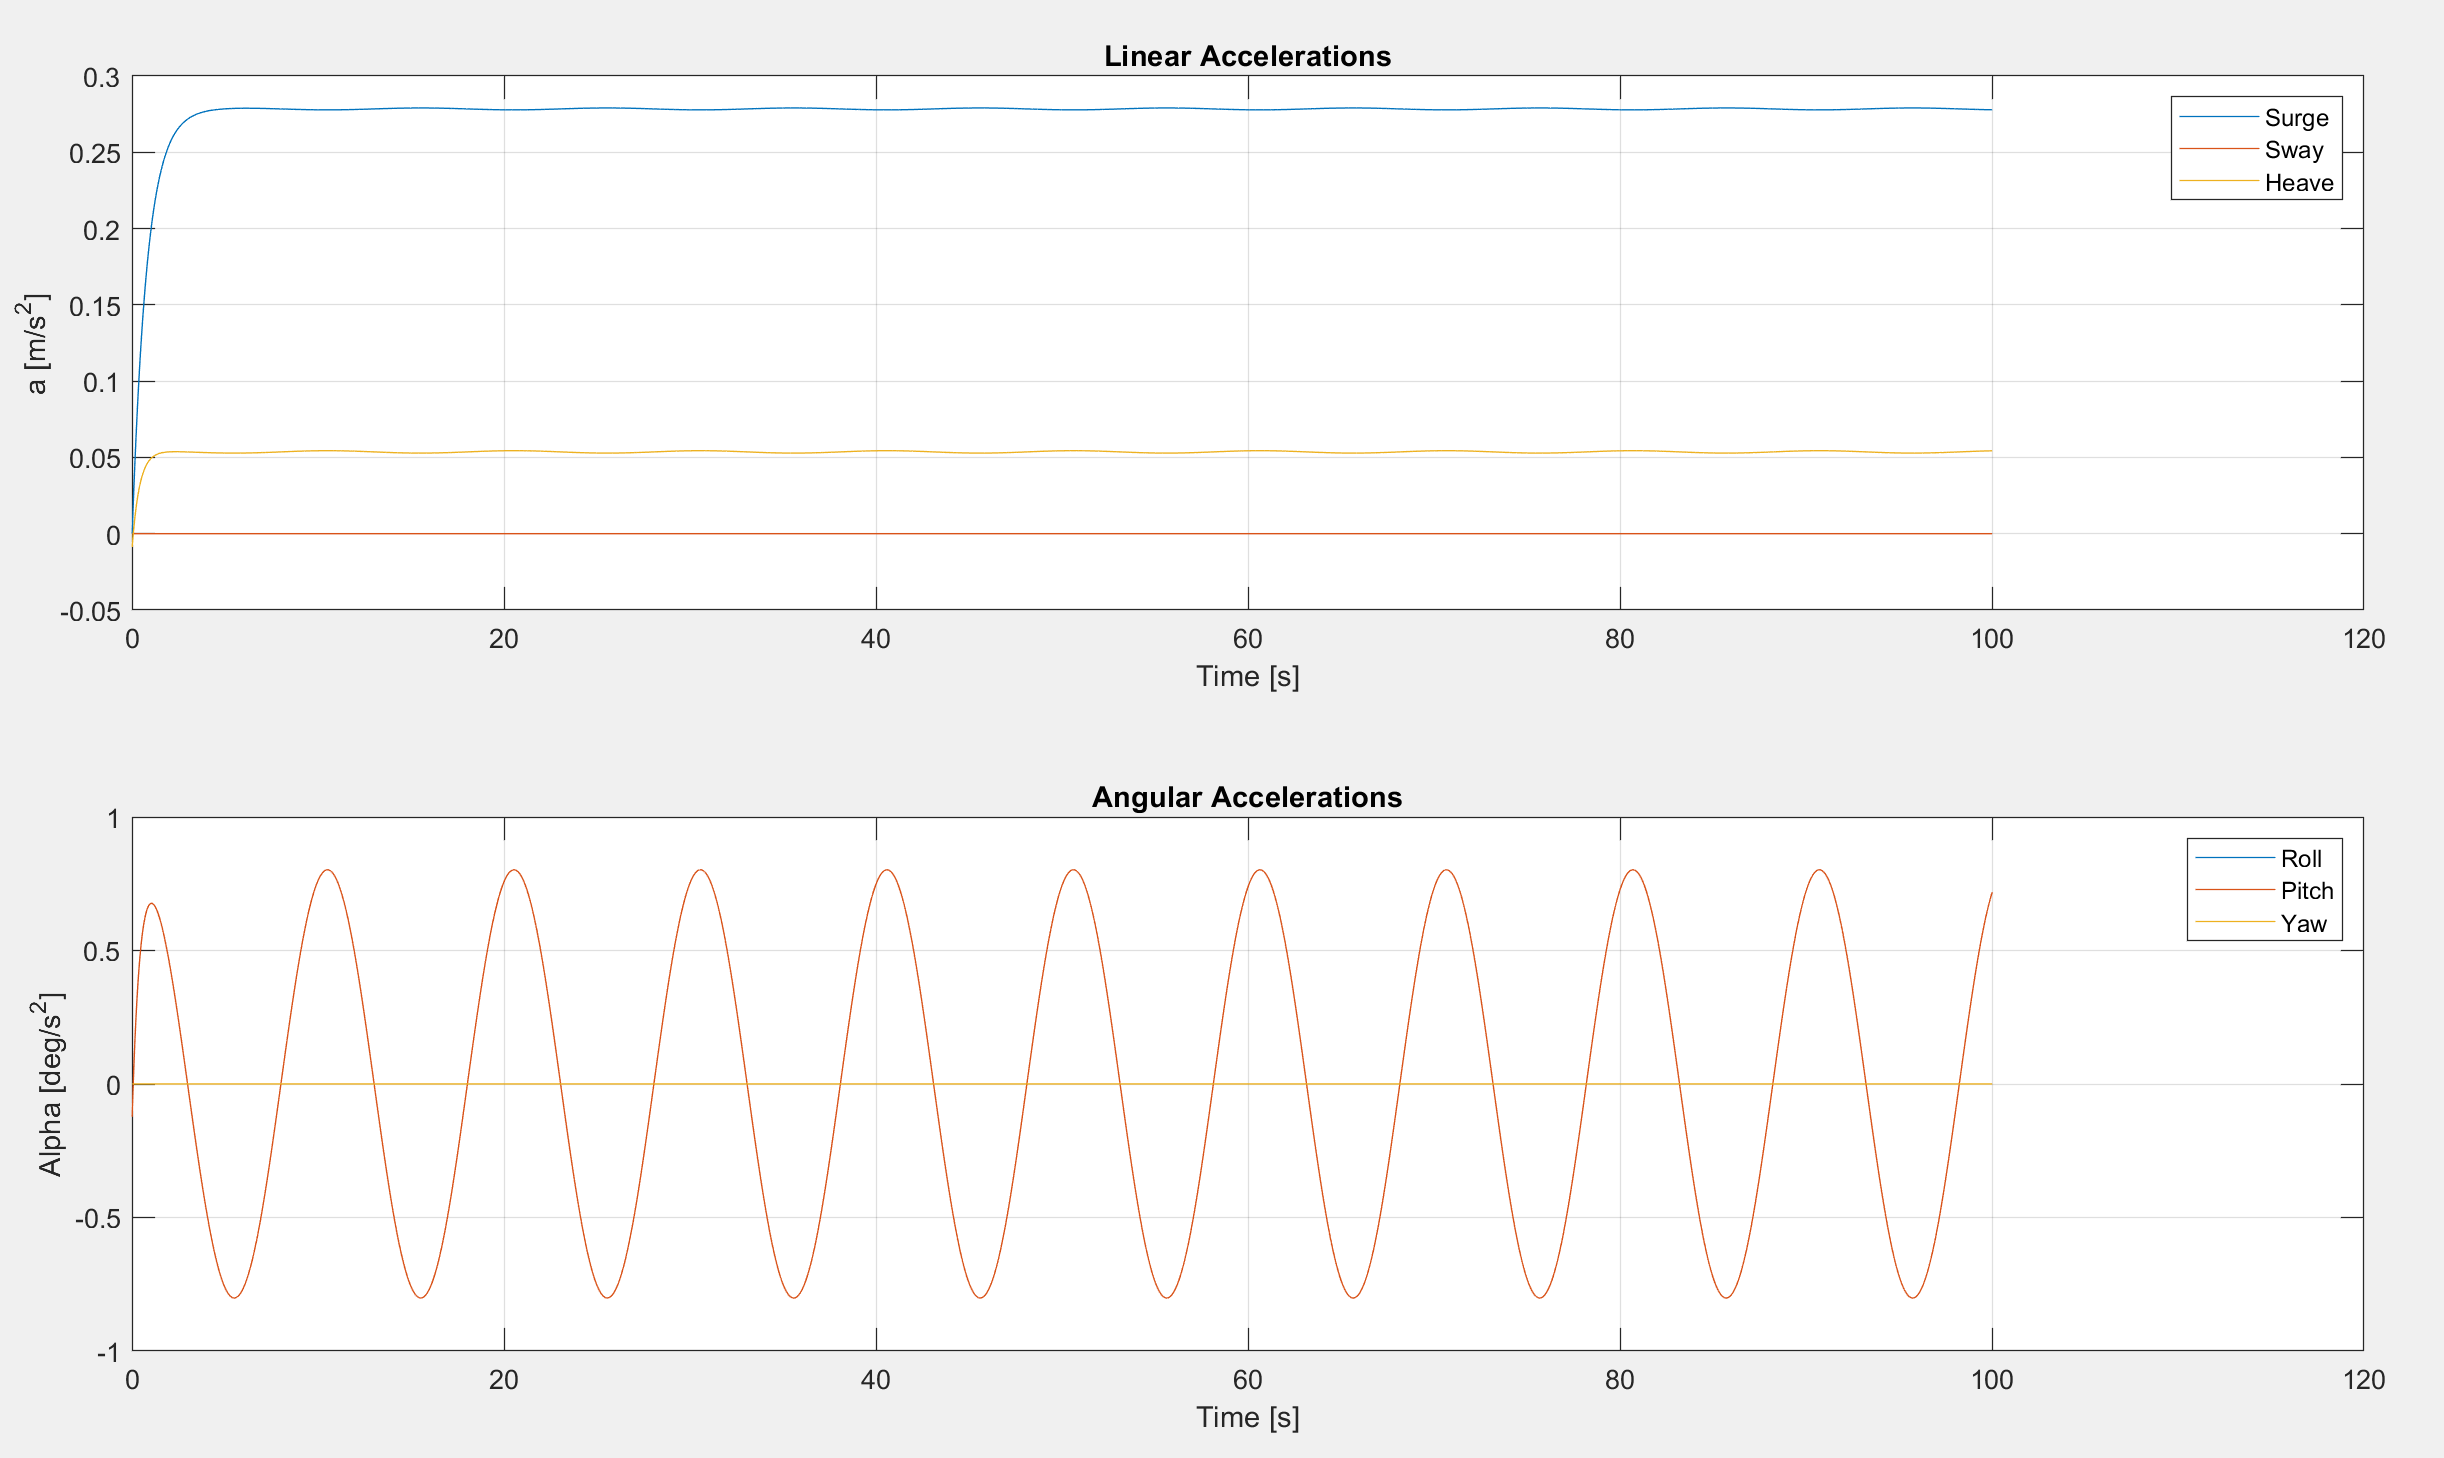 Linear Accelerations
0.3
0.25
0.2
0.15
0.1
0.05
0
-0.05
a [m/s^2]
0 20 40 60 80 100 120
Time [s]
Surge
Sway
Heave
Angular Accelerations
1
0.5
0
-0.5
-1
Alpha [deg/s^2]
0 20 40 60 80 100 120
Time [s]
Roll
Pitch
Yaw